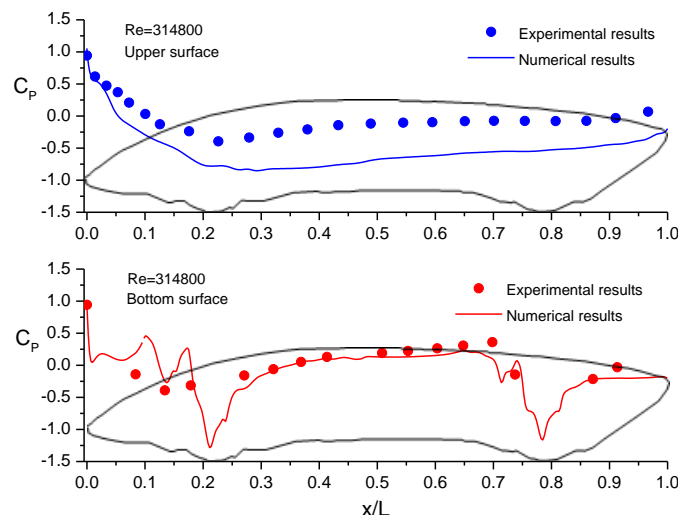 Re=314800
Upper surface
Experimental results
Numerical results
C_P
1.5
1.0
0.5
0.0
-0.5
-1.0
-1.5
0.0 0.1 0.2 0.3 0.4 0.5 0.6 0.7 0.8 0.9 1.0
Re=314800
Bottom surface
Experimental results
Numerical results
C_P
1.5
1.0
0.5
0.0
-0.5
-1.0
-1.5
0.0 0.1 0.2 0.3 0.4 0.5 0.6 0.7 0.8 0.9 1.0
x/L